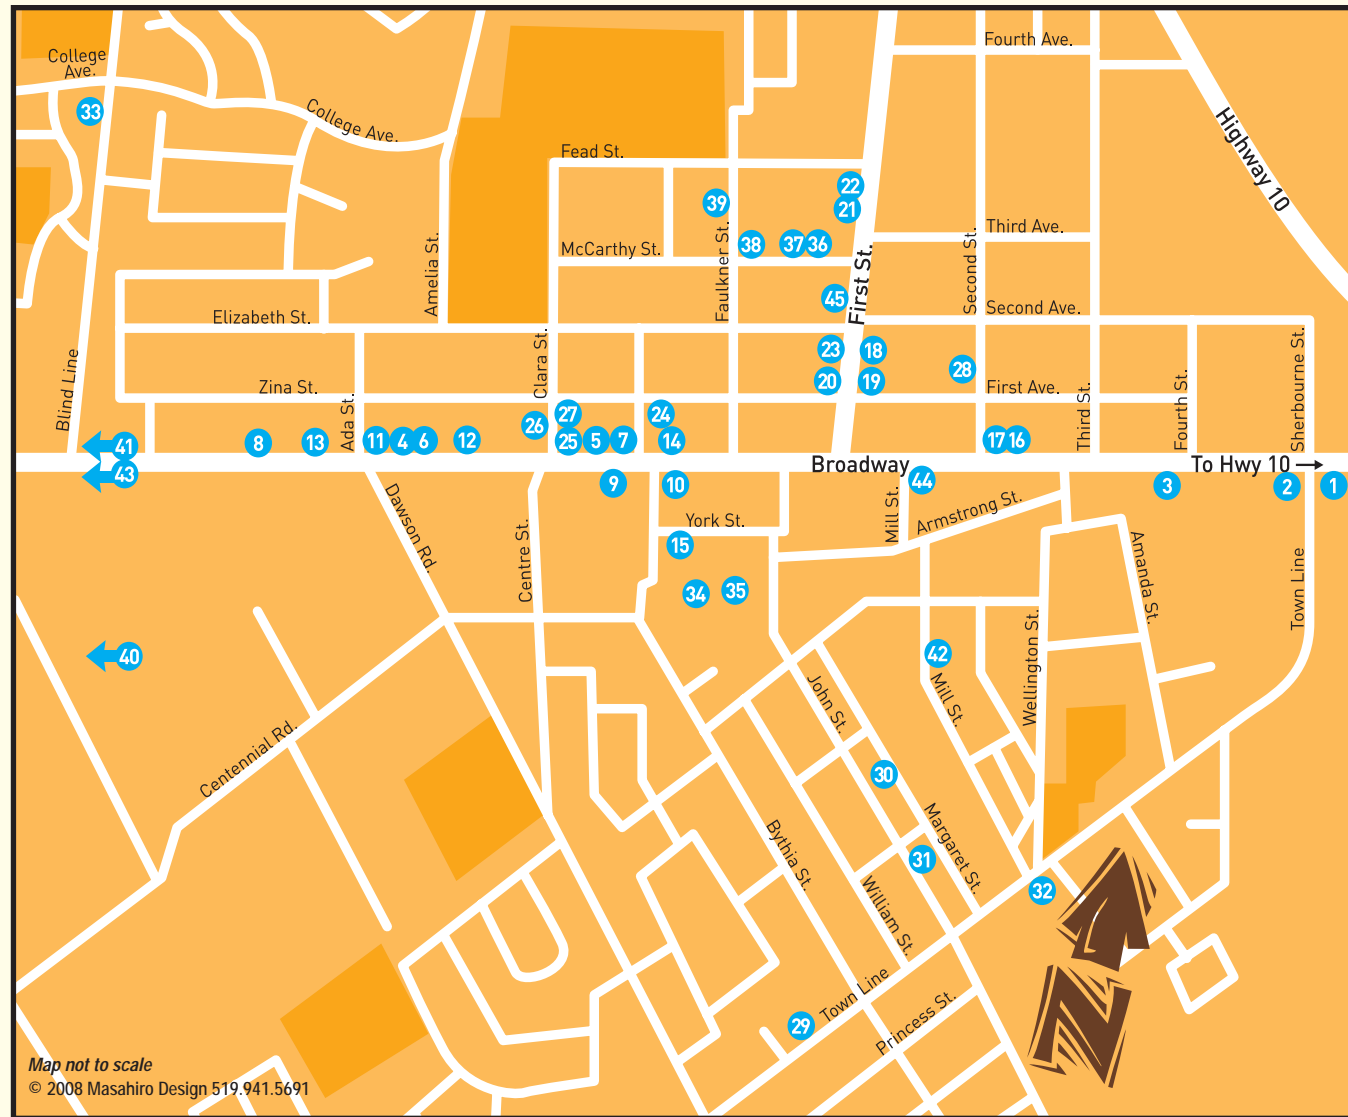 College
Ave.
33
College Ave.
Fourth Ave.
Highway 10
Fead St.
22
21
39
38
37
36
McCarthy St.
Faulkner St.
Third Ave.
Second St.
Amelia St.
First St.
45
Elizabeth St.
Second Ave.
Blind Line
Zina St.
Ada St.
Clara St.
23
18
20
19
28
First Ave.
Third St.
Fourth St.
Sherbourne St.
41
8
13
11
4
6
12
26
27
25
5
7
24
14
17
16
43
Broadway
To Hwy 10
9
10
44
3
2
1
Dawson Rd.
Centre St.
York St.
15
Mill St.
Armstrong St.
Amanda St.
Town Line
34
35
40
42
Wellington St.
Mill St.
John St.
Centennial Rd.
30
Margaret St.
31
Bythia St.
William St.
32
29
Town Line
Princess St.
N
Map not to scale
© 2008 Masahiro Design 519.941.5691